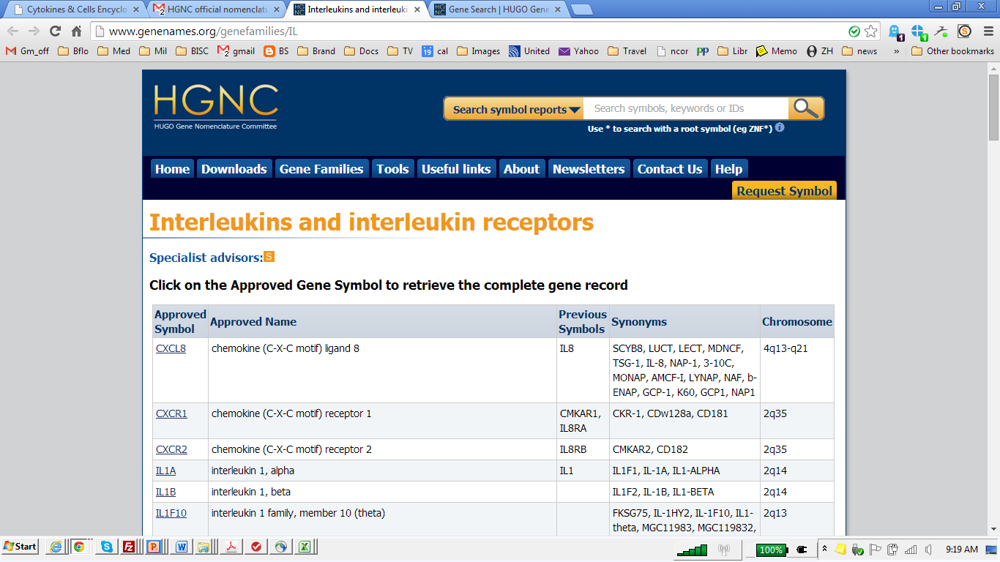 Cytokines & Cells Encyclo
HGNC official nomenclatu
Interleukins and interleuki
Gene Search | HUGO Gene
www.genenames.org/genefamilies/IL
1
1
Gm_off
Bflo
Med
Mil
BISC
gmail
BS
Brand
Docs
TV
19
cal
Images
United
Yahoo
Travel
ncor
pp
Libr
Memo
ZH
news
»
Other bookmarks
HGNC
HUGO Gene Nomenclature Committee
Search symbol reports
Search symbols, keywords or IDs
Use * to search with a root symbol (eg ZNF*)
Home
Downloads
Gene Families
Tools
Useful links
About
Newsletters
Contact Us
Help
Request Symbol
Interleukins and interleukin receptors
Specialist advisors: S
Click on the Approved Gene Symbol to retrieve the complete gene record
Approved Symbol
Approved Name
Previous Symbols
Synonyms
Chromosome
CXCL8
chemokine (C-X-C motif) ligand 8
IL8
SCYB8, LUCT, LECT, MDNCF,
TSG-1, IL-8, NAP-1, 3-10C,
MONAP, AMCF-I, LYNAP, NAF, b-
ENAP, GCP-1, K60, GCP1, NAP1
4q13-q21
CXCR1
chemokine (C-X-C motif) receptor 1
CMKAR1,
IL8RA
CKR-1, CDw128a, CD181
2q35
CXCR2
chemokine (C-X-C motif) receptor 2
IL8RB
CMKAR2, CD182
2q35
IL1A
interleukin 1, alpha
IL1
IL1F1, IL-1A, IL1-ALPHA
2q14
IL1B
interleukin 1, beta
IL1F2, IL-1B, IL1-BETA
2q14
IL1F10
interleukin 1 family, member 10 (theta)
FKSG75, IL-1HY2, IL-1F10, IL1-
theta, MGC11983, MGC119832,
2q13
Start
100%
9:19 AM